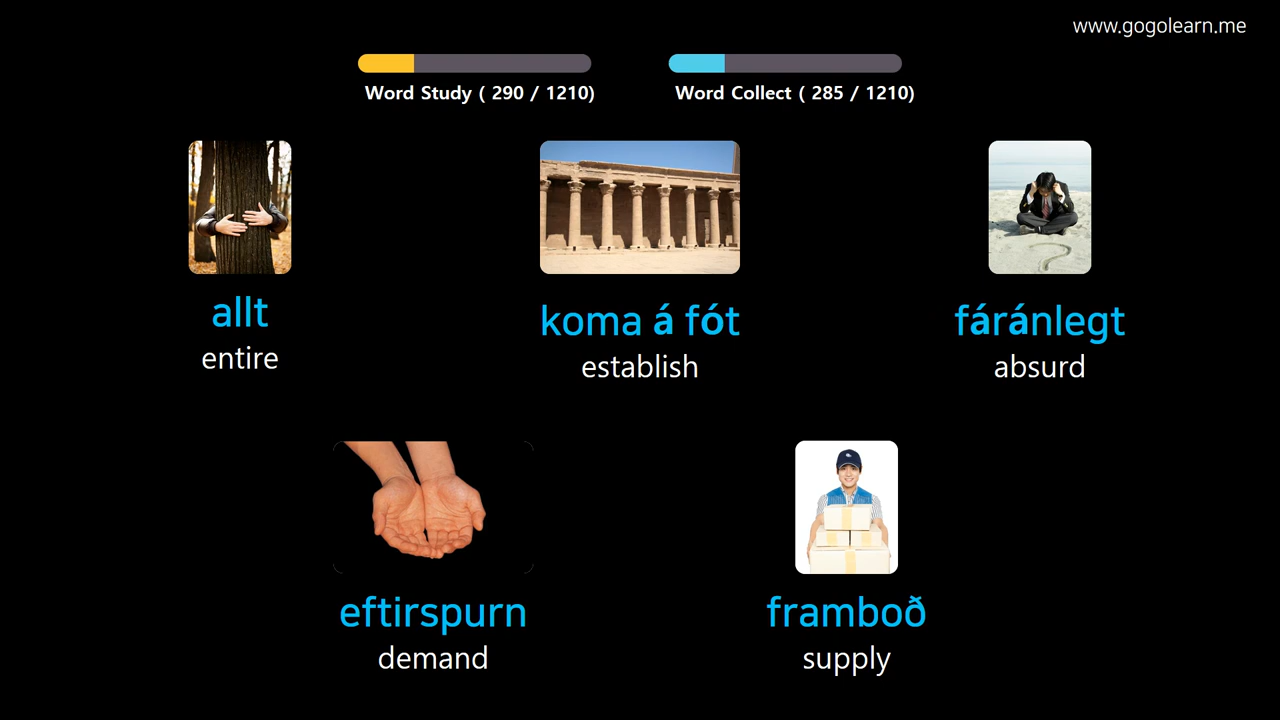 www.gogolearn.me
Word Study ( 290 / 1210)
Word Collect ( 285 / 1210)
allt
entire
koma á fót
establish
fáránlegt
absurd
eftirspurn
demand
framboð
supply